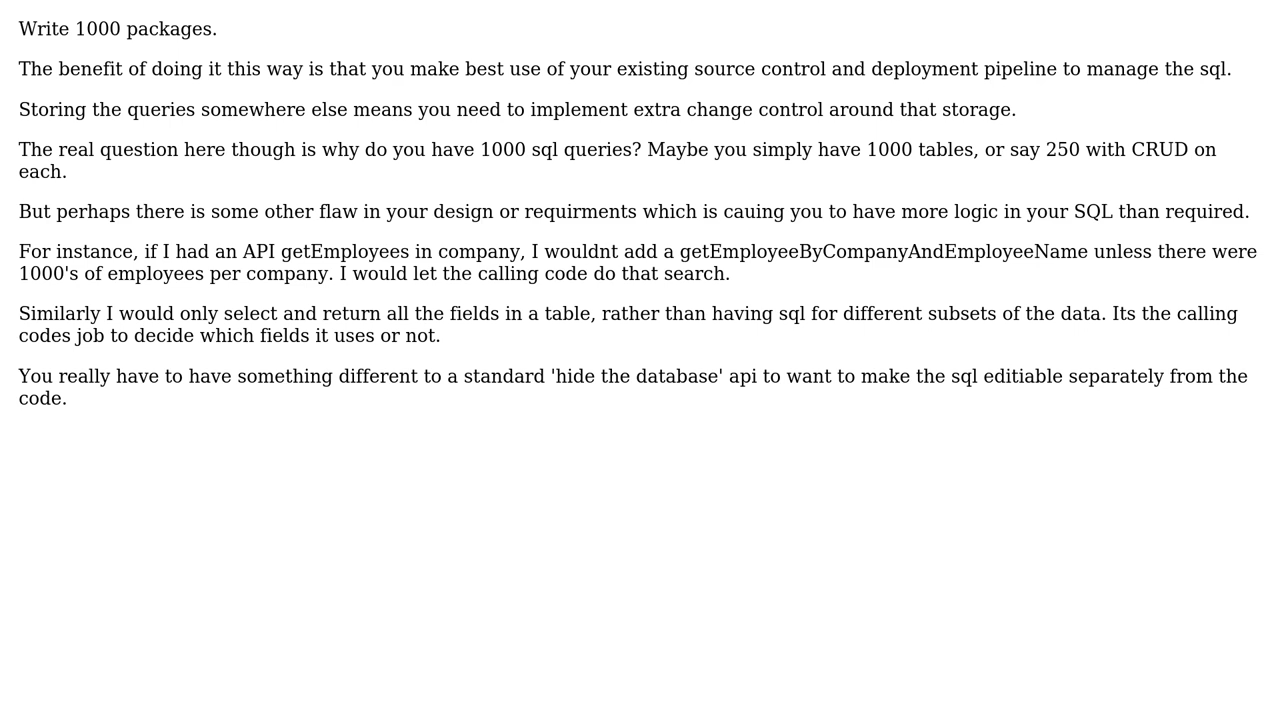 Write 1000 packages.
The benefit of doing it this way is that you make best use of your existing source control and deployment pipeline to manage the sql.
Storing the queries somewhere else means you need to implement extra change control around that storage.
The real question here though is why do you have 1000 sql queries? Maybe you simply have 1000 tables, or say 250 with CRUD on
each.
But perhaps there is some other flaw in your design or requirments which is cauing you to have more logic in your SQL than required.
For instance, if I had an API getEmployees in company, I wouldnt add a getEmployeeByCompanyAndEmployeeName unless there were
1000's of employees per company. I would let the calling code do that search.
Similarly I would only select and return all the fields in a table, rather than having sql for different subsets of the data. Its the calling
codes job to decide which fields it uses or not.
You really have to have something different to a standard 'hide the database' api to want to make the sql editiable separately from the
code.